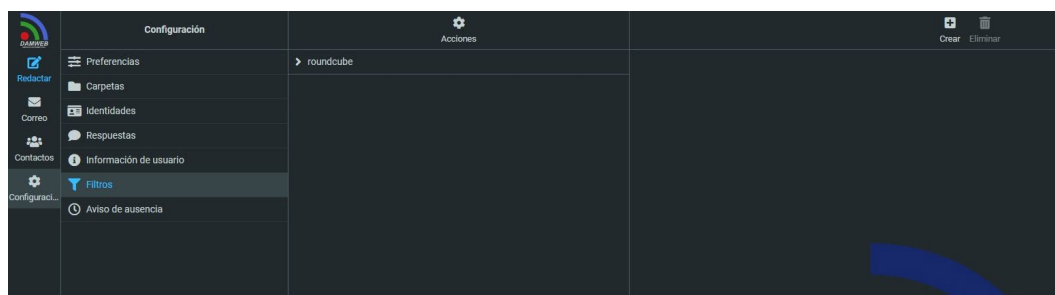 DAMWEB
Redactar
Correo
Contactos
Configuraci...
Configuración
Preferencias
Carpetas
Identidades
Respuestas
Información de usuario
Filtros
Aviso de ausencia
Acciones
roundcube
Crear
Eliminar